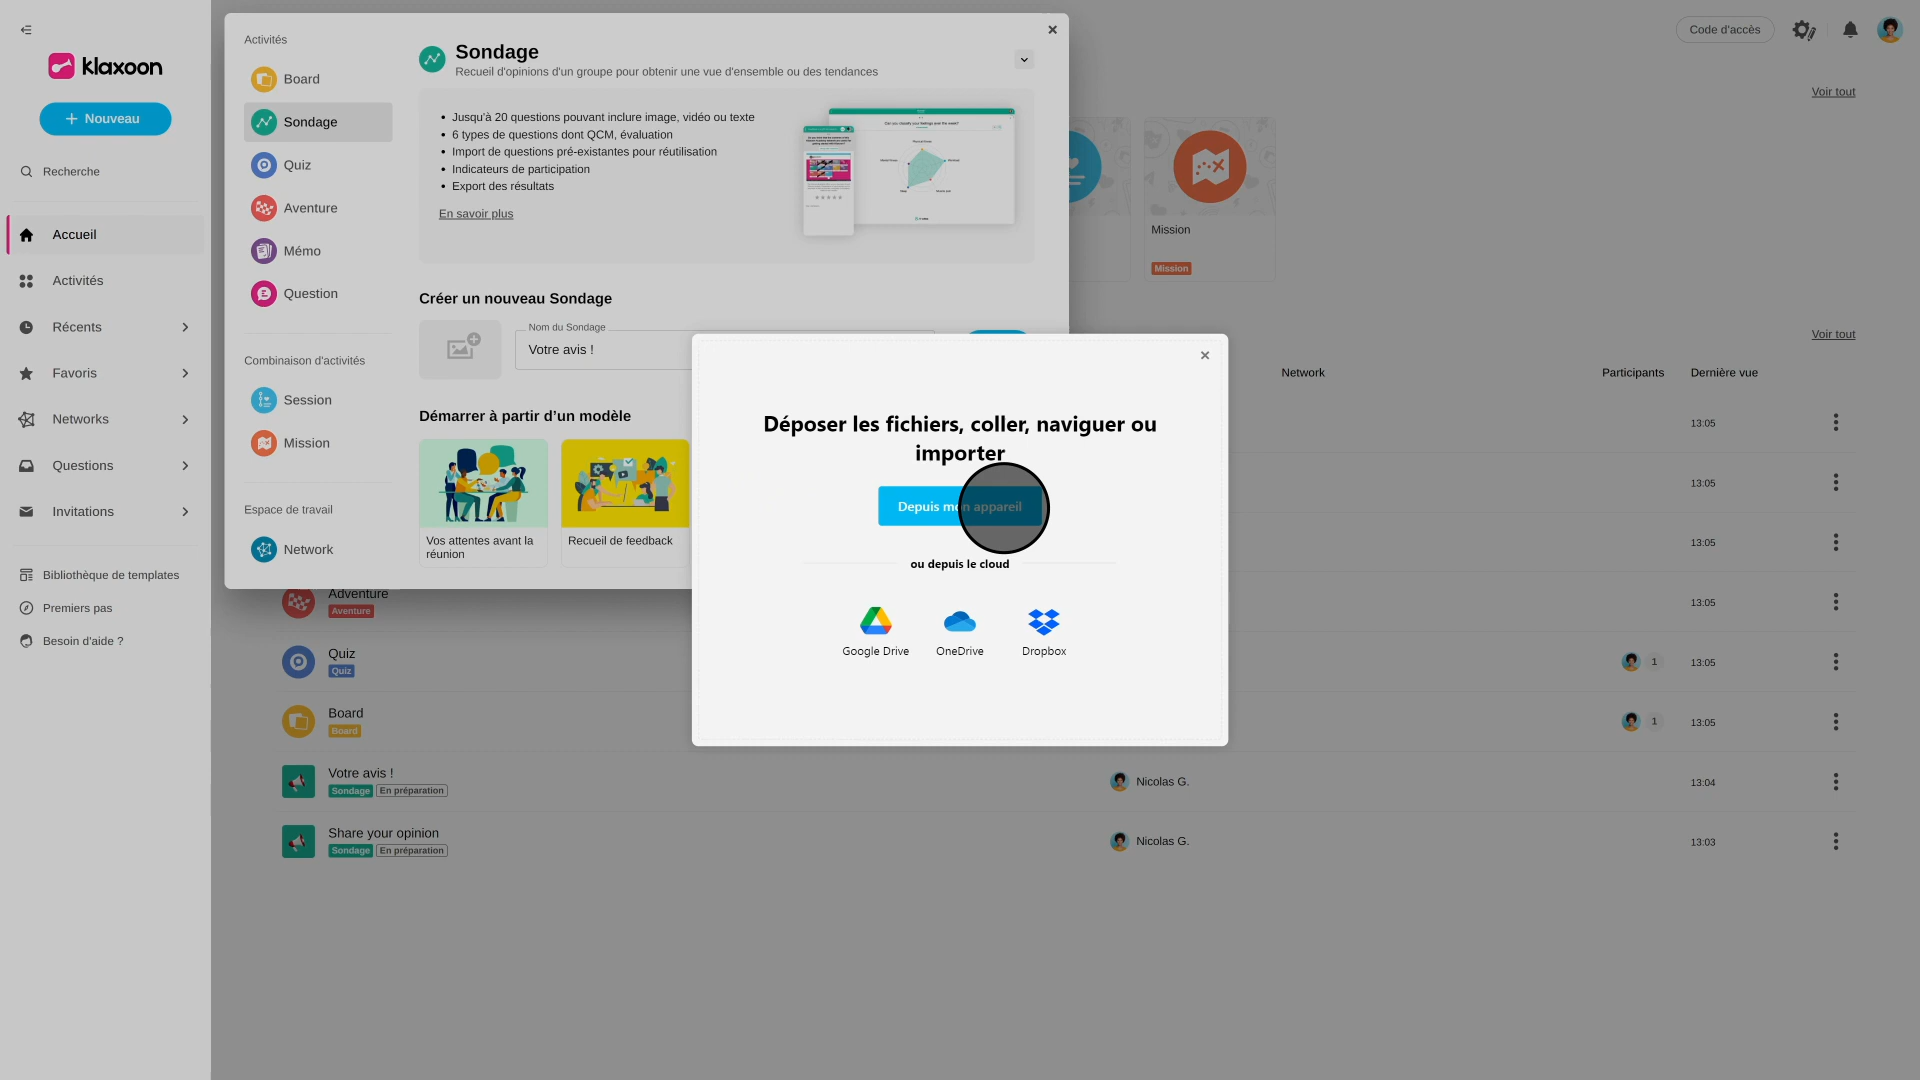 klaxoon
Nouveau
Recherche
Accueil
Activités
Récents
Favoris
Networks
Questions
Invitations
Bibliothèque de templates
Premiers pas
Besoin d'aide ?
Activités
Board
Sondage
Quiz
Aventure
Mémo
Question
Combinaison d'activités
Session
Mission
Espace de travail
Network
Sondage
Recueil d'opinions d'un groupe pour obtenir une vue d'ensemble ou des tendances
• Jusqu'à 20 questions pouvant inclure image, vidéo ou texte
• 6 types de questions dont QCM, évaluation
• Import de questions pré-existantes pour réutilisation
• Indicateurs de participation
• Export des résultats
En savoir plus
Créer un nouveau Sondage
Nom du Sondage
Votre avis !
Démarrer à partir d’un modèle
Vos attentes avant la
réunion
Recueil de feedback
Déposer les fichiers, coller, naviguer ou
importer
Depuis mon appareil
ou depuis le cloud
Google Drive
OneDrive
Dropbox
Code d'accès
Voir tout
Mission
Mission
Voir tout
Network
Participants
Dernière vue
13:05
13:05
13:05
Adventure
Aventure
13:05
Quiz
Quiz
1
13:05
Board
Board
1
13:05
Votre avis !
Sondage
En préparation
Nicolas G.
13:04
Share your opinion
Sondage
En préparation
Nicolas G.
13:03